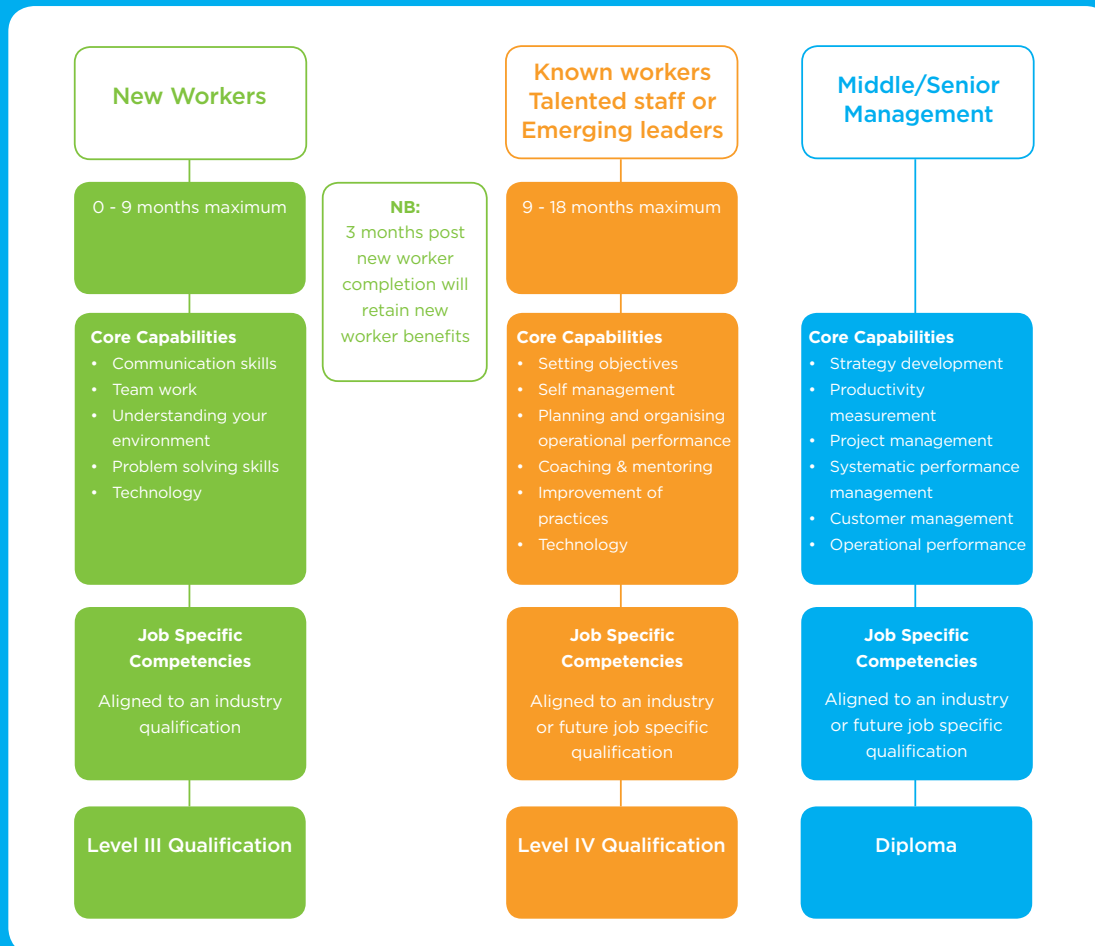 New Workers
0 - 9 months maximum
Core Capabilities
• Communication skills
• Team work
• Understanding your
environment
• Problem solving skills
• Technology
Job Specific
Competencies
Aligned to an industry
qualification
Level III Qualification
NB:
3 months post
new worker
completion will
retain new
worker benefits
Known workers
Talented staff or
Emerging leaders
9 - 18 months maximum
Core Capabilities
• Setting objectives
• Self management
• Planning and organising
operational performance
• Coaching & mentoring
• Improvement of
practices
• Technology
Job Specific
Competencies
Aligned to an industry
or future job specific
qualification
Level IV Qualification
Middle/Senior
Management
Core Capabilities
• Strategy development
• Productivity
measurement
• Project management
• Systematic performance
management
• Customer management
• Operational performance
Job Specific
Competencies
Aligned to an industry
or future job specific
qualification
Diploma